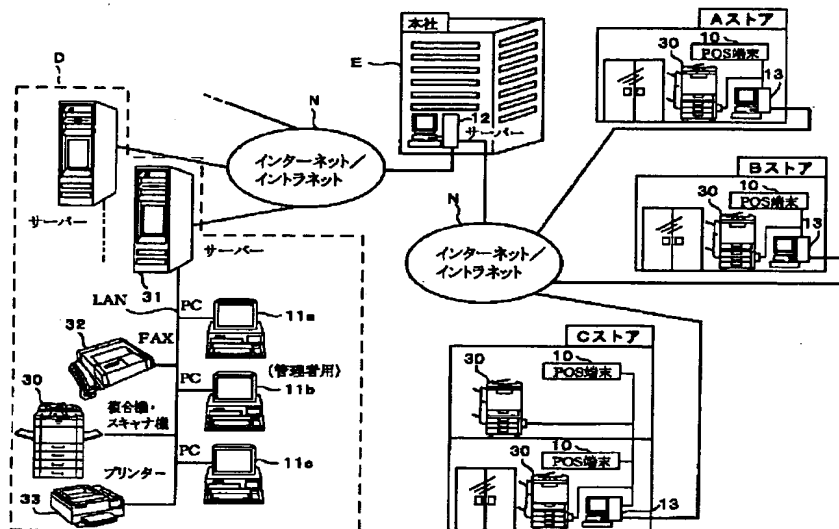 D
サーバー
31
サーバー
LAN
PC
11a
32
FAX
(管理者用)
PC
11b
30
複合機・
スキャナ機
PC
11c
プリンター
33
N
インターネット/
イントラネット
本社
E
12
サーバー
N
インターネット/
イントラネット
Aストア
10
30
POS端末
13
Bストア
10
30
POS端末
13
Cストア
10
30
POS端末
10
30
POS端末
13